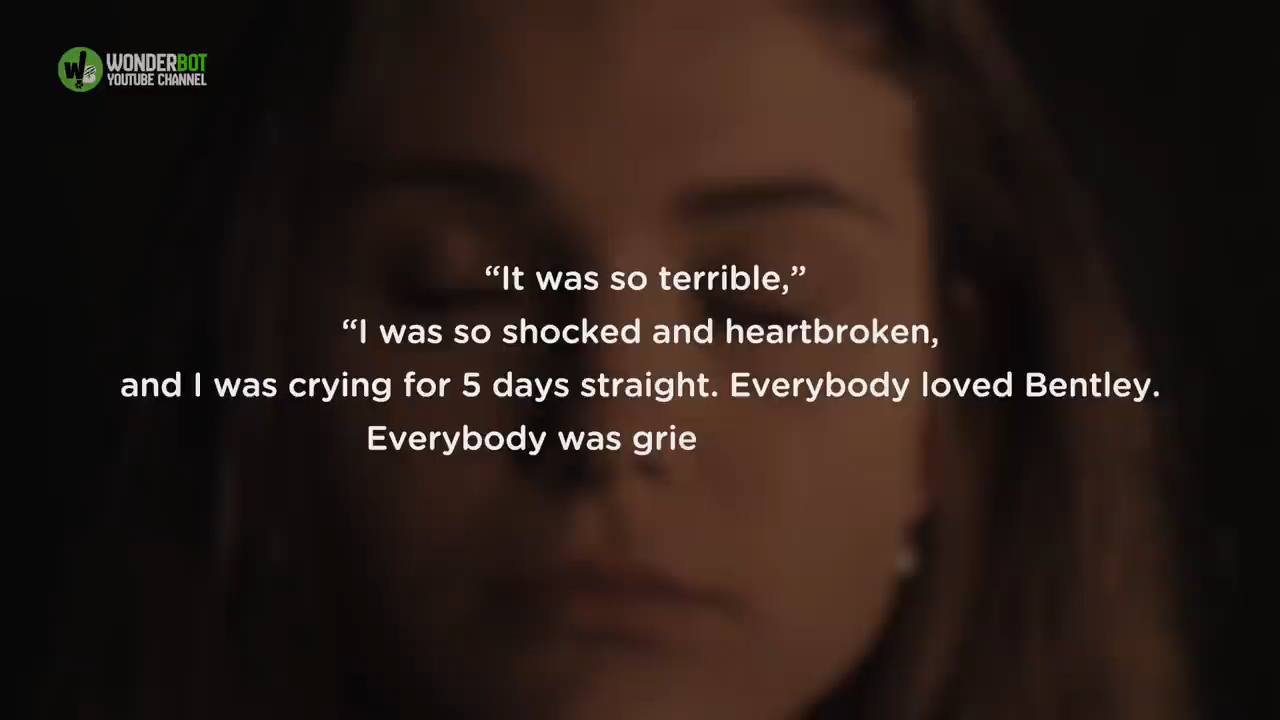 WONDERBOT
YOUTUBE CHANNEL
“It was so terrible,”
“I was so shocked and heartbroken,
and I was crying for 5 days straight. Everybody loved Bentley.
Everybody was grie